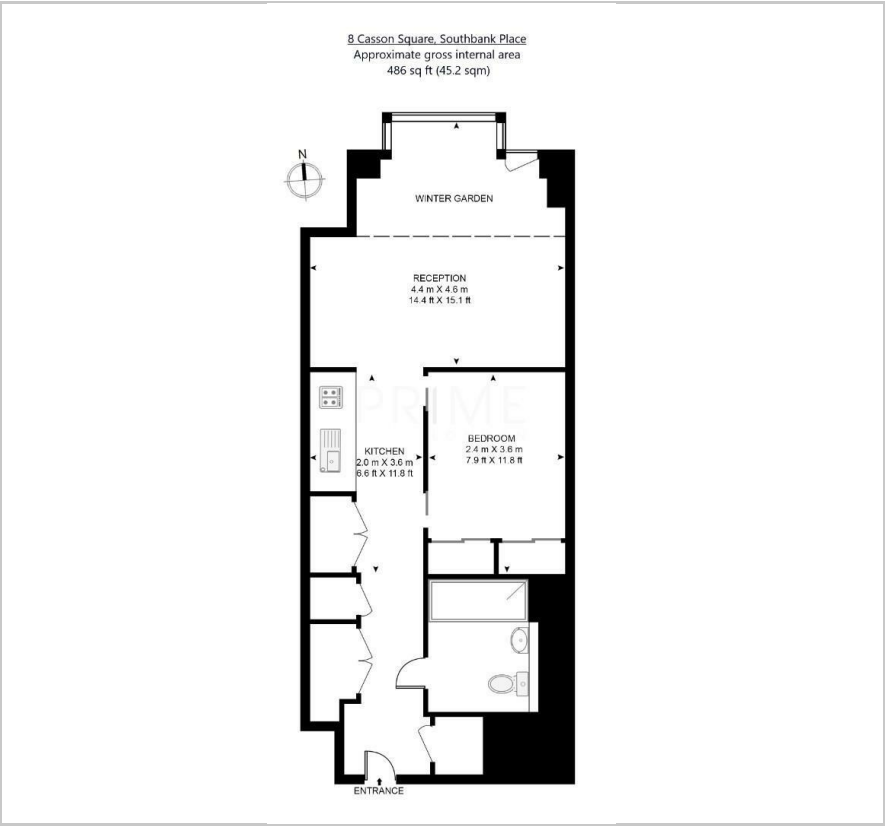 8 Casson Square, Southbank Place
Approximate gross internal area
486 sq ft (45.2 sqm)
N
WINTER GARDEN
RECEPTION
4.4 m X 4.6 m
14.4 ft X 15.1 ft
PRIME
KITCHEN
2.0 m X 3.6 m
6.6 ft X 11.8 ft
BEDROOM
2.4 m X 3.6 m
7.9 ft X 11.8 ft
ENTRANCE